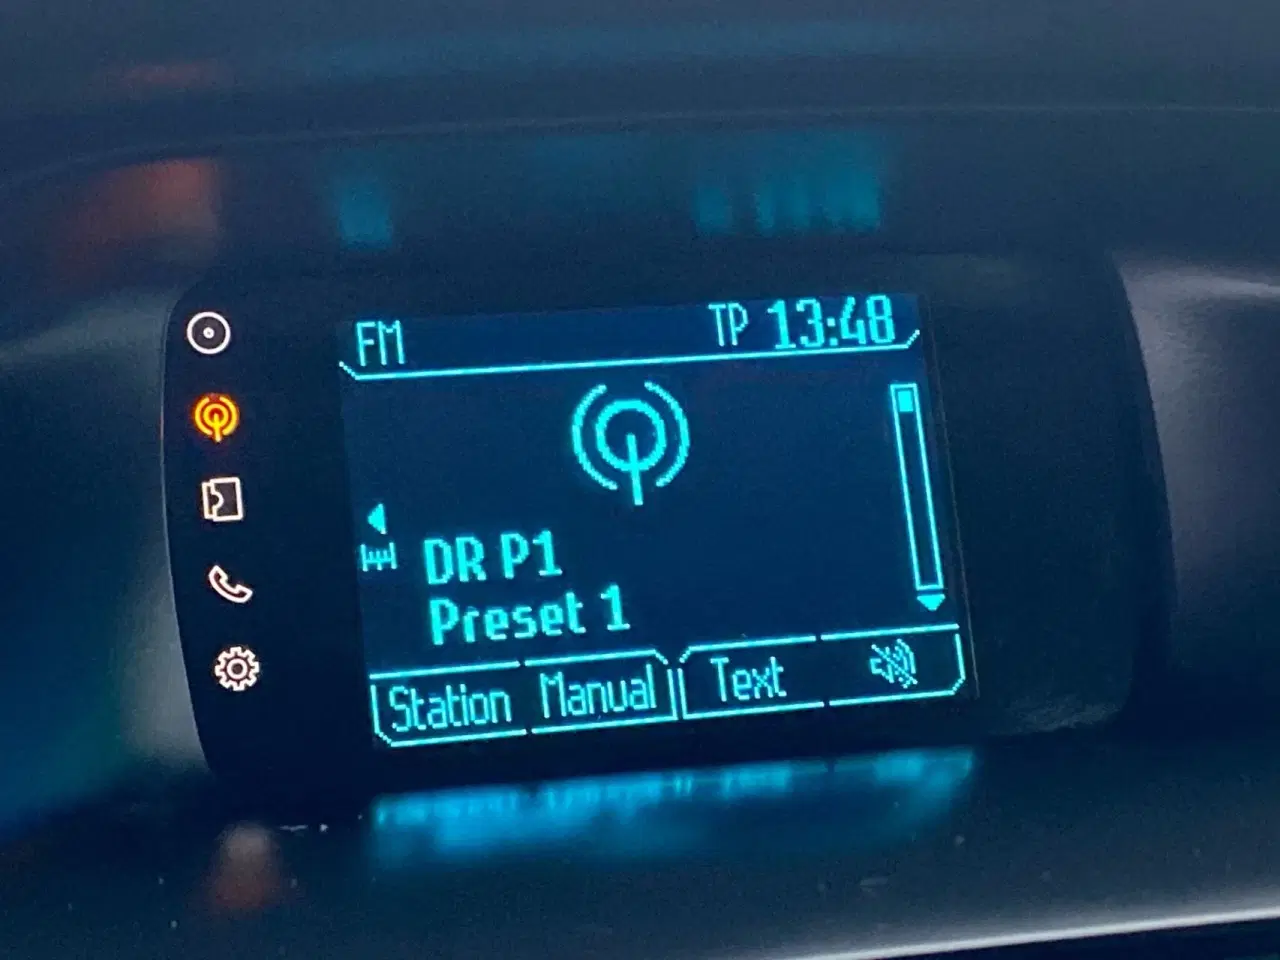 FM TP 13:48
DR P1
Preset 1
Station Manual Text